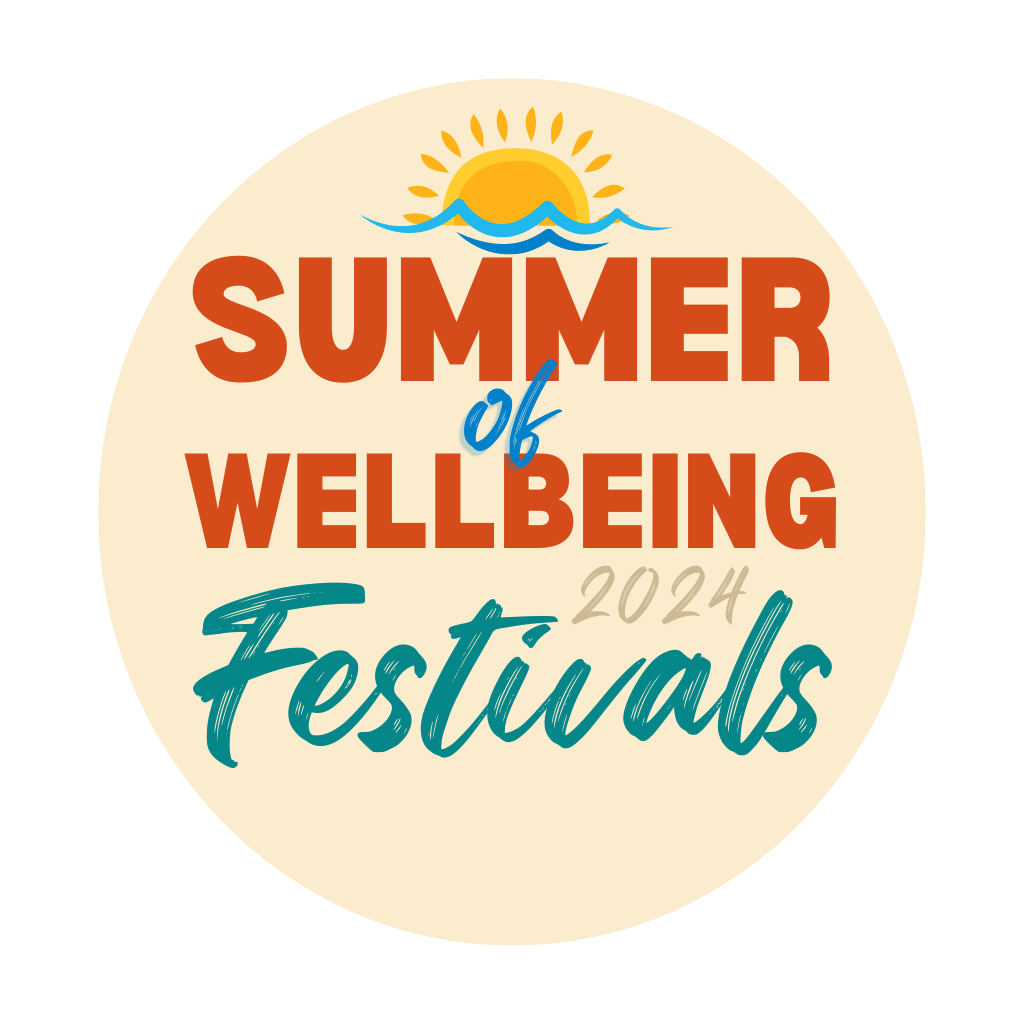 SUMMER
of
WELLBEING
2024
Festivals